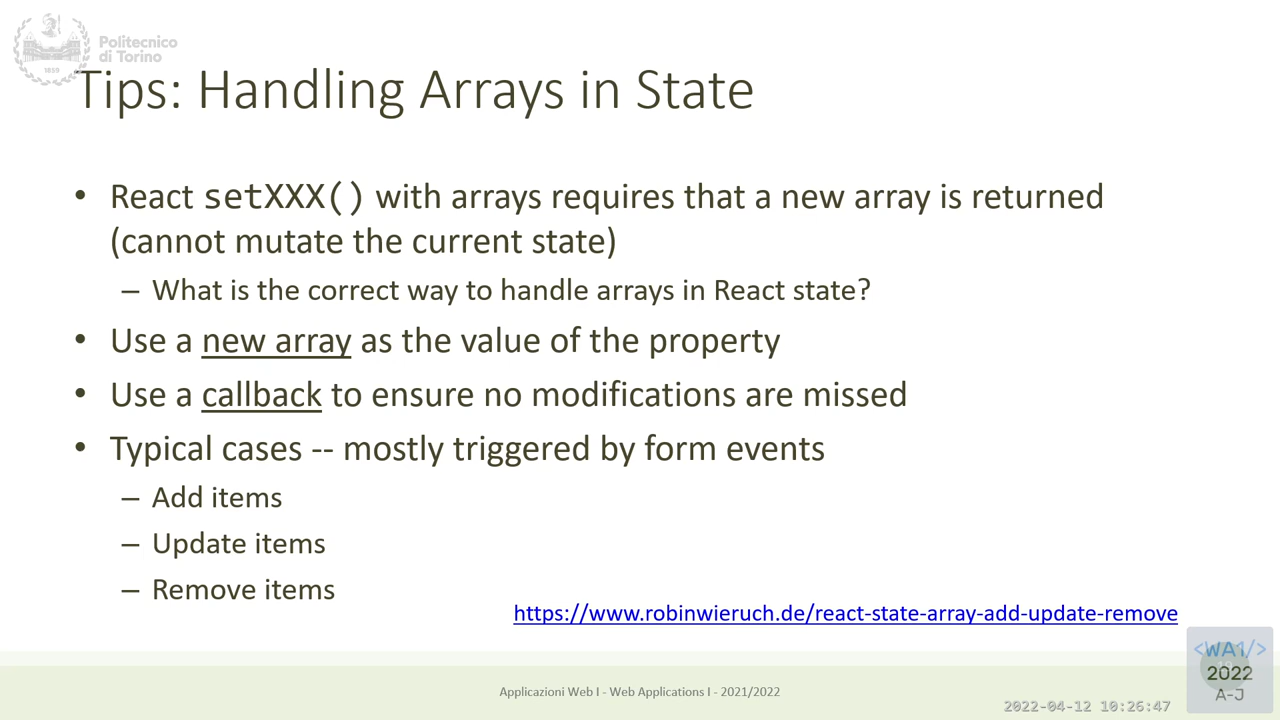 Politecnico
di Torino
1859
Tips: Handling Arrays in State
• React setXXX() with arrays requires that a new array is returned
(cannot mutate the current state)
– What is the correct way to handle arrays in React state?
• Use a new array as the value of the property
• Use a callback to ensure no modifications are missed
• Typical cases -- mostly triggered by form events
– Add items
– Update items
– Remove items
https://www.robinwieruch.de/react-state-array-add-update-remove
<WA1/>
2022
A-J
Applicazioni Web I - Web Applications I - 2021/2022
2022-04-12 10:26:47